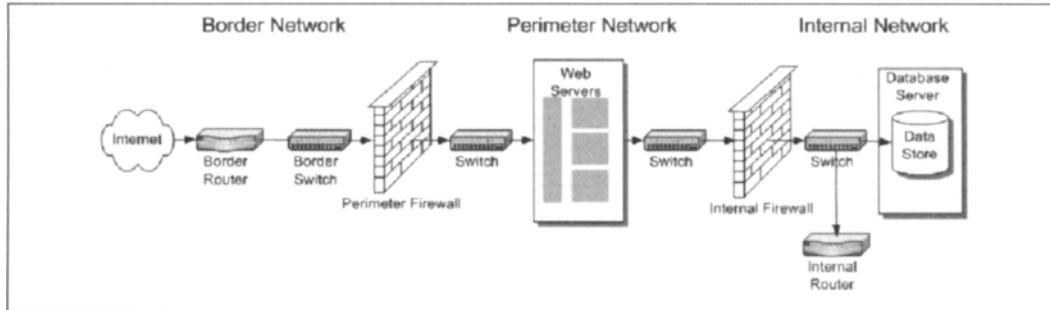 Border Network
Perimeter Network
Internal Network
Internet
Border
Router
Border
Switch
Perimeter Firewall
Switch
Web
Servers
Switch
Internal Firewall
Switch
Database
Server
Data
Store
Internal
Router